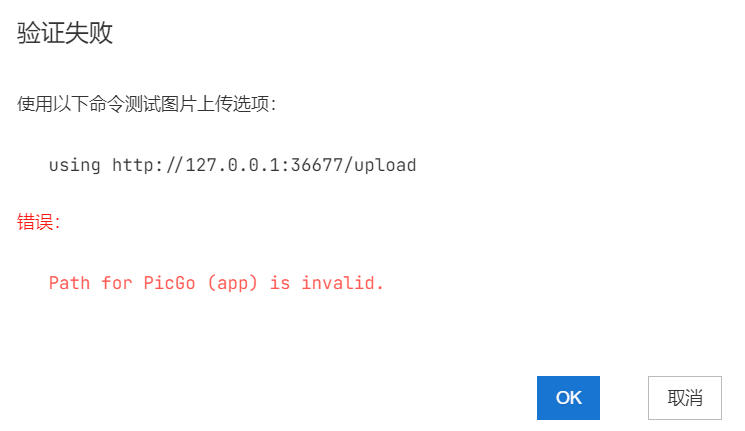 验证失败
使用以下命令测试图片上传选项：
using http://127.0.0.1:36677/upload
错误：
Path for PicGo (app) is invalid.
OK
取消